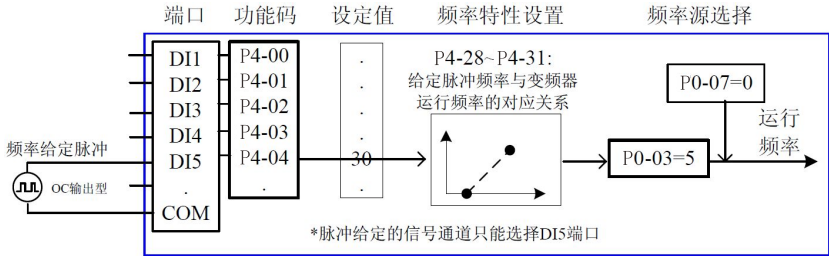 端口 功能码 设定值 频率特性设置 频率源选择
DI1 P4-00 .
DI2 P4-01 .
DI3 P4-02 .
DI4 P4-03 .
DI5 P4-04 30
. . .
COM
频率给定脉冲
OC输出型
P4-28~P4-31:
给定脉冲频率与变频器
运行频率的对应关系
P0-07=0
P0-03=5
运行
频率
*脉冲给定的信号通道只能选择DI5端口